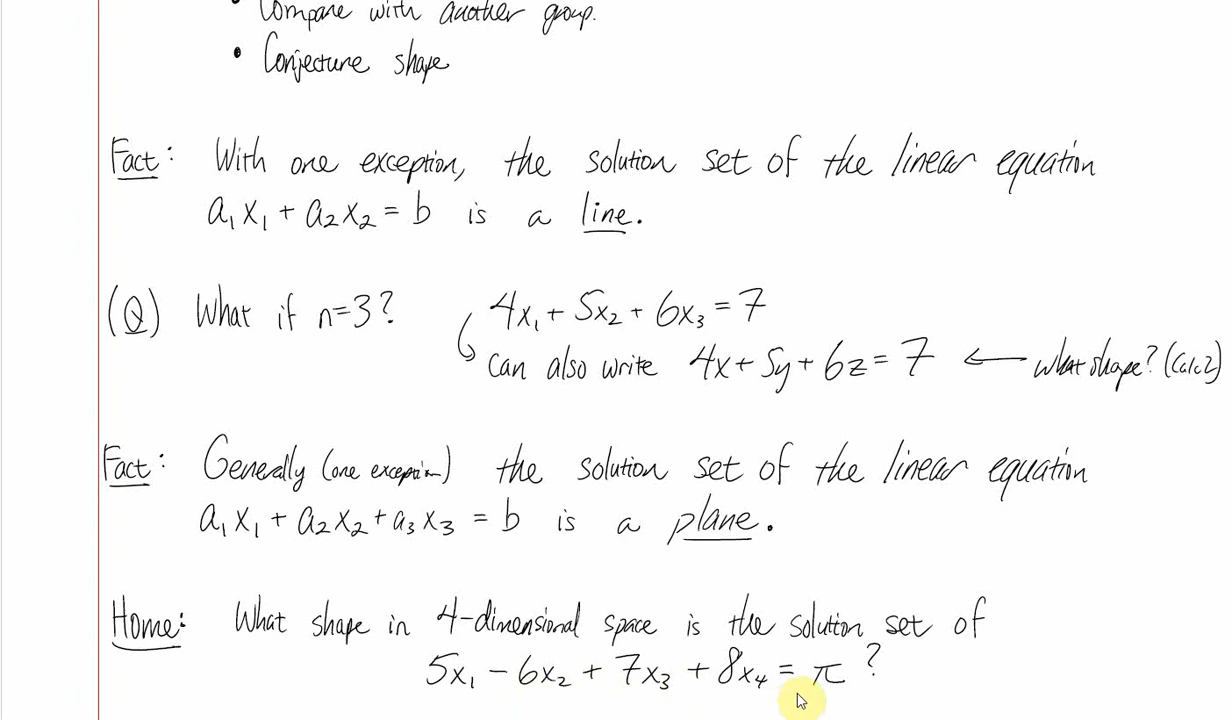 • Compare with another group.
• Conjecture shape
Fact: With one exception, the solution set of the linear equation
a₁x₁ + a₂x₂ = b is a line.
(Q) What if n=3? 4x₁ + 5x₂ + 6x₃ = 7
can also write 4x + 5y + 6z = 7 ← what shape? (Calc 2)
Fact: Generally (one exception) the solution set of the linear equation
a₁x₁ + a₂x₂ + a₃x₃ = b is a plane.
Home: What shape in 4-dimensional space is the solution set of
5x₁ − 6x₂ + 7x₃ + 8x₄ = π ?